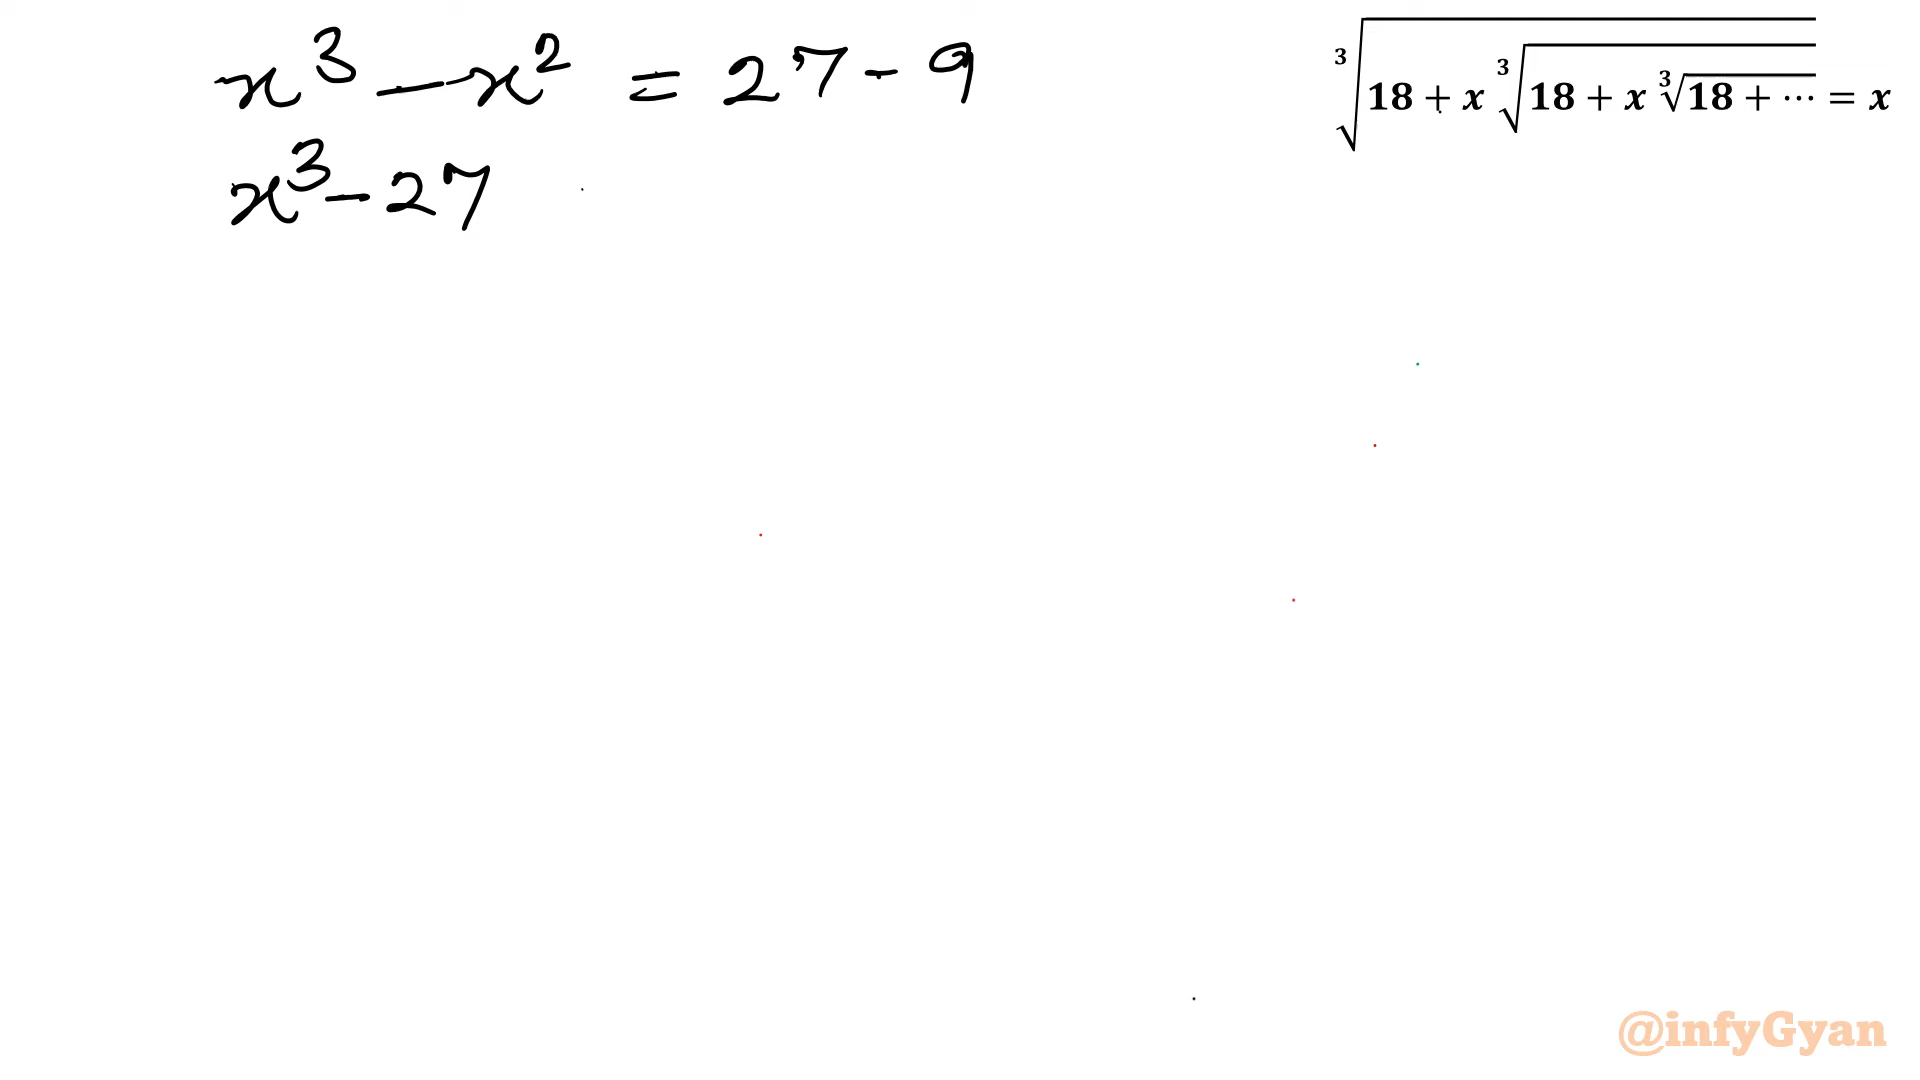 x³ - x² = 27 - 9
∛(18 + x ∛(18 + x ∛(18 + ⋯ = x
x³ - 27
@infyGyan